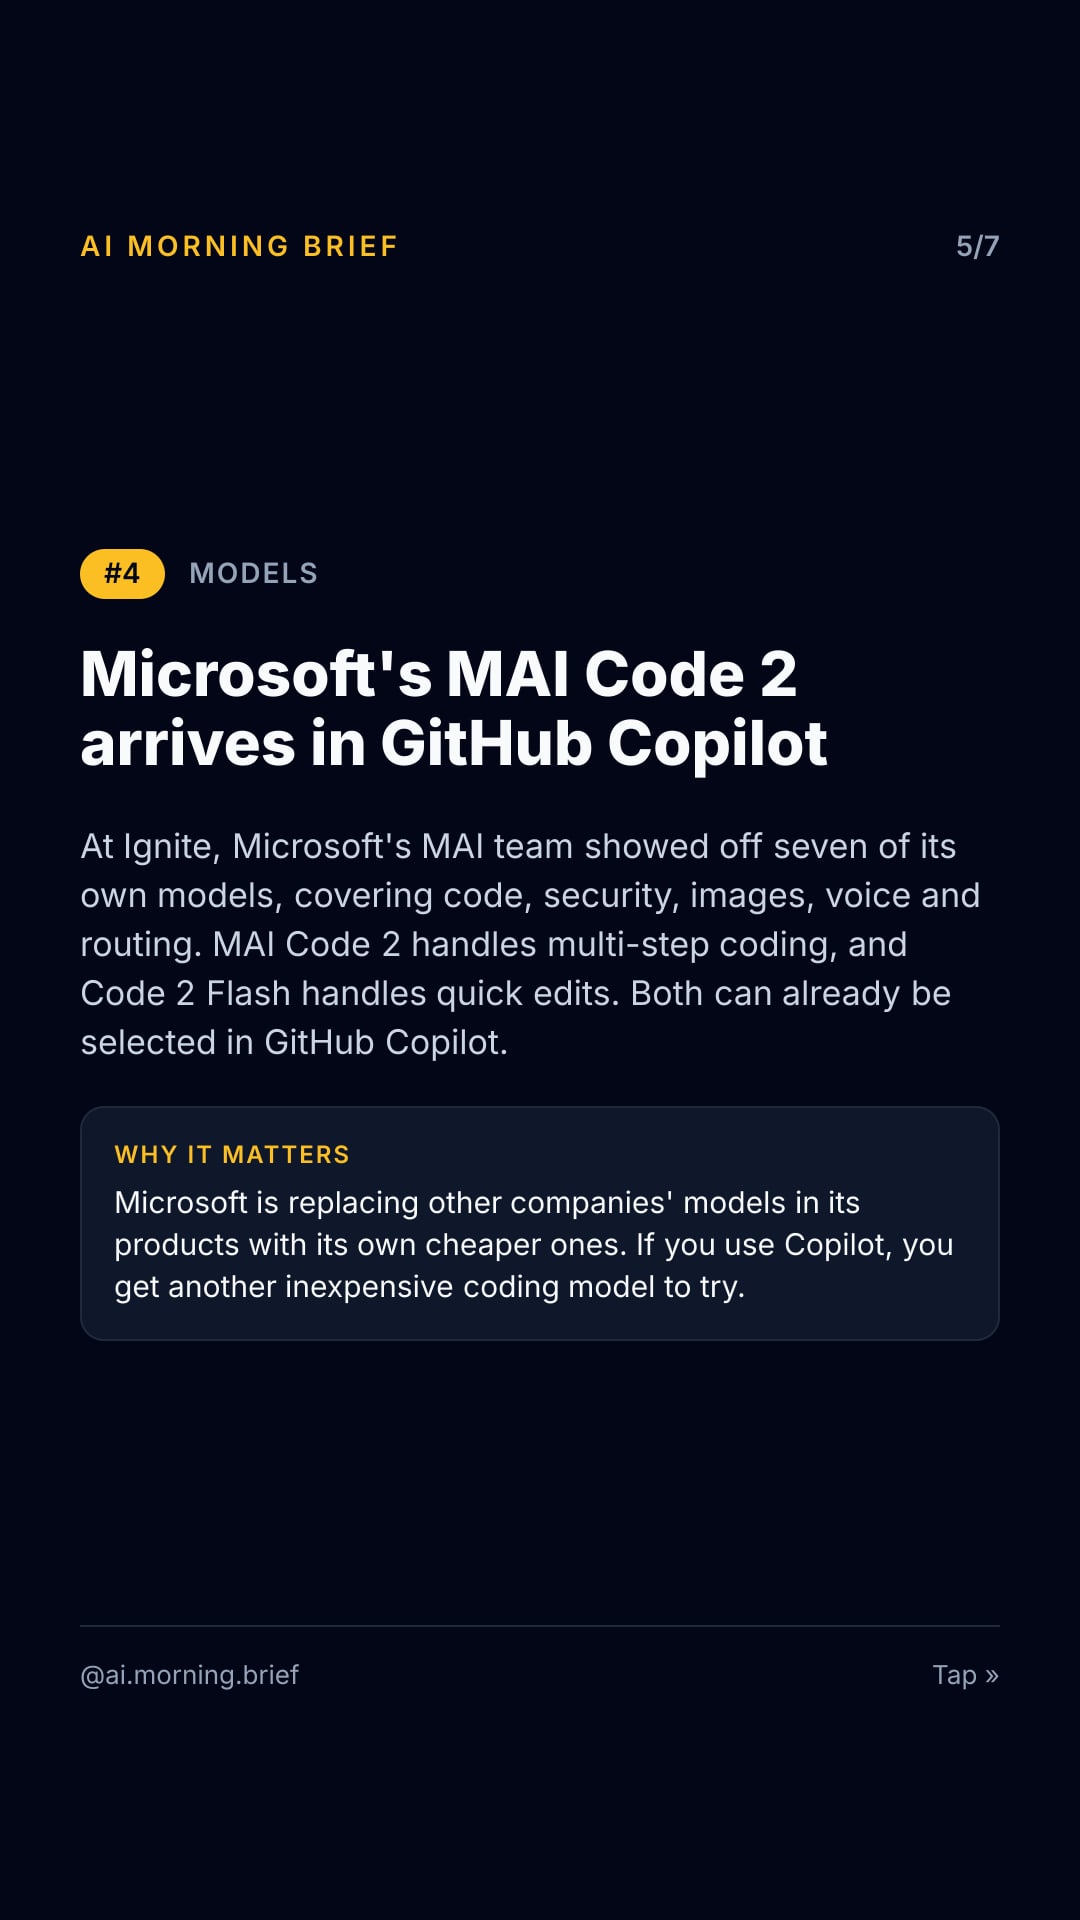 AI MORNING BRIEF
5/7
#4
MODELS
Microsoft's MAI Code 2
arrives in GitHub Copilot
At Ignite, Microsoft's MAI team showed off seven of its
own models, covering code, security, images, voice and
routing. MAI Code 2 handles multi-step coding, and
Code 2 Flash handles quick edits. Both can already be
selected in GitHub Copilot.
WHY IT MATTERS
Microsoft is replacing other companies' models in its
products with its own cheaper ones. If you use Copilot, you
get another inexpensive coding model to try.
@ai.morning.brief
Tap »